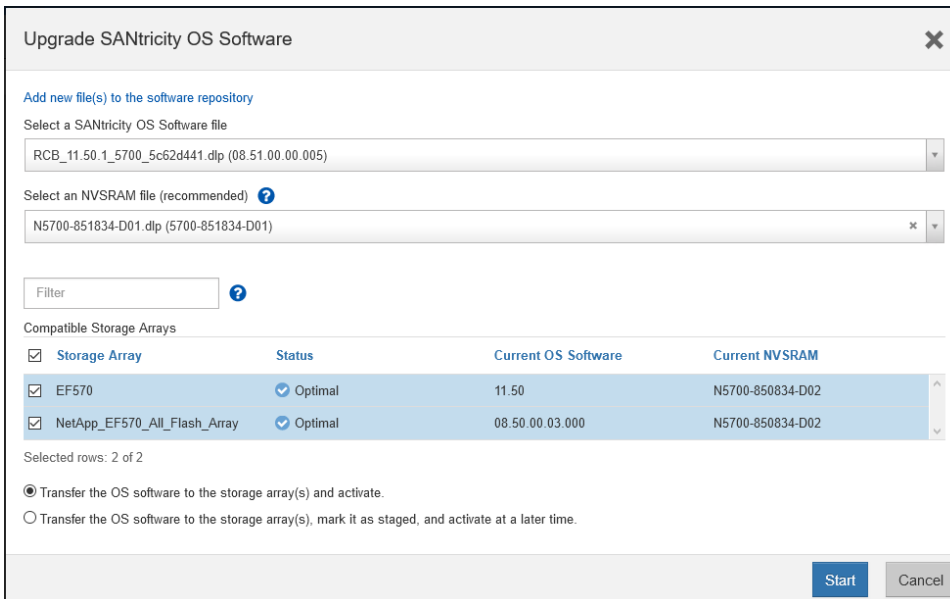 Upgrade SANtricity OS Software
Add new file(s) to the software repository
Select a SANtricity OS Software file
RCB_11.50.1_5700_5c62d441.dlp (08.51.00.00.005)
Select an NVSRAM file (recommended) ?
N5700-851834-D01.dlp (5700-851834-D01)
Filter ?
Compatible Storage Arrays
Storage Array Status Current OS Software Current NVSRAM
EF570 Optimal 11.50 N5700-850834-D02
NetApp_EF570_All_Flash_Array Optimal 08.50.00.03.000 N5700-850834-D02
Selected rows: 2 of 2
Transfer the OS software to the storage array(s) and activate.
Transfer the OS software to the storage array(s), mark it as staged, and activate at a later time.
Start Cancel